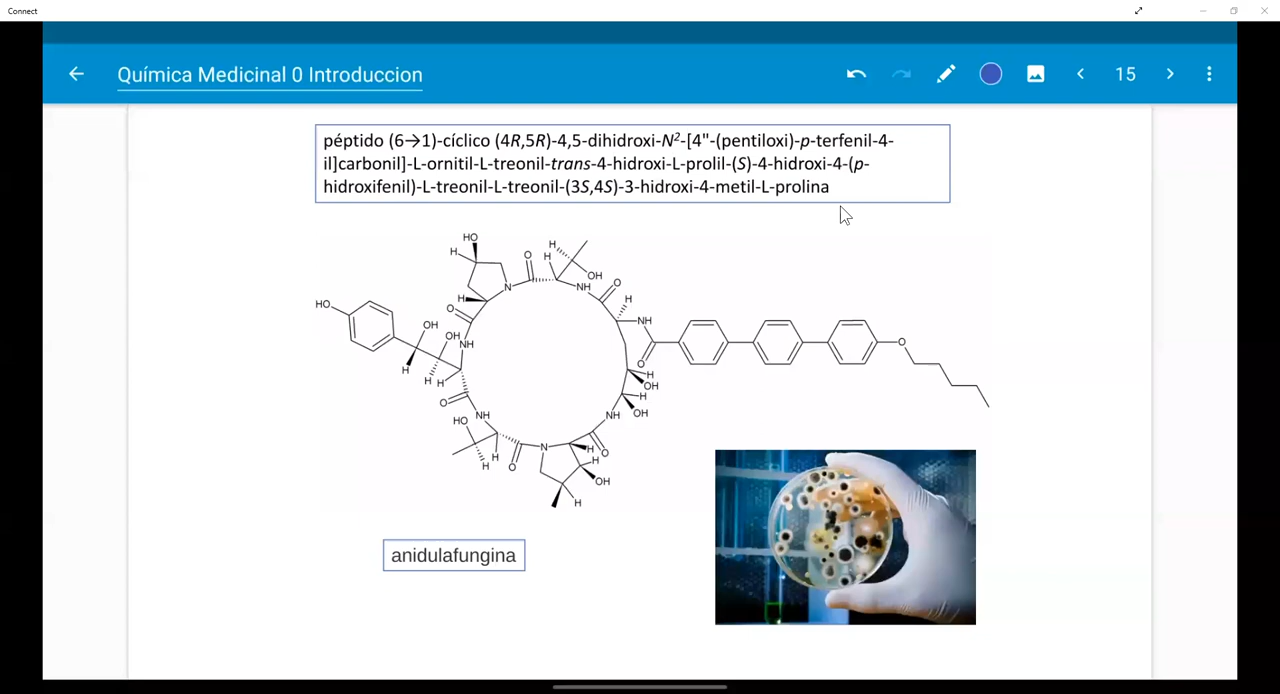 Connect
Química Medicinal 0 Introduccion
15
péptido (6→1)-cíclico (4R,5R)-4,5-dihidroxi-N²-[4"-(pentiloxi)-p-terfenil-4-
il]carbonil]-L-ornitil-L-treonil-trans-4-hidroxi-L-prolil-(S)-4-hidroxi-4-(p-
hidroxifenil)-L-treonil-L-treonil-(3S,4S)-3-hidroxi-4-metil-L-prolina
HO
H
O
H
H
OH
N
NH
O
H
H
O
HO
OH
OH
NH
NH
O
O
H
H
H
H
OH
H
OH
O
NH
NH
HO
H
H
O
N
O
H
H
OH
H
anidulafungina